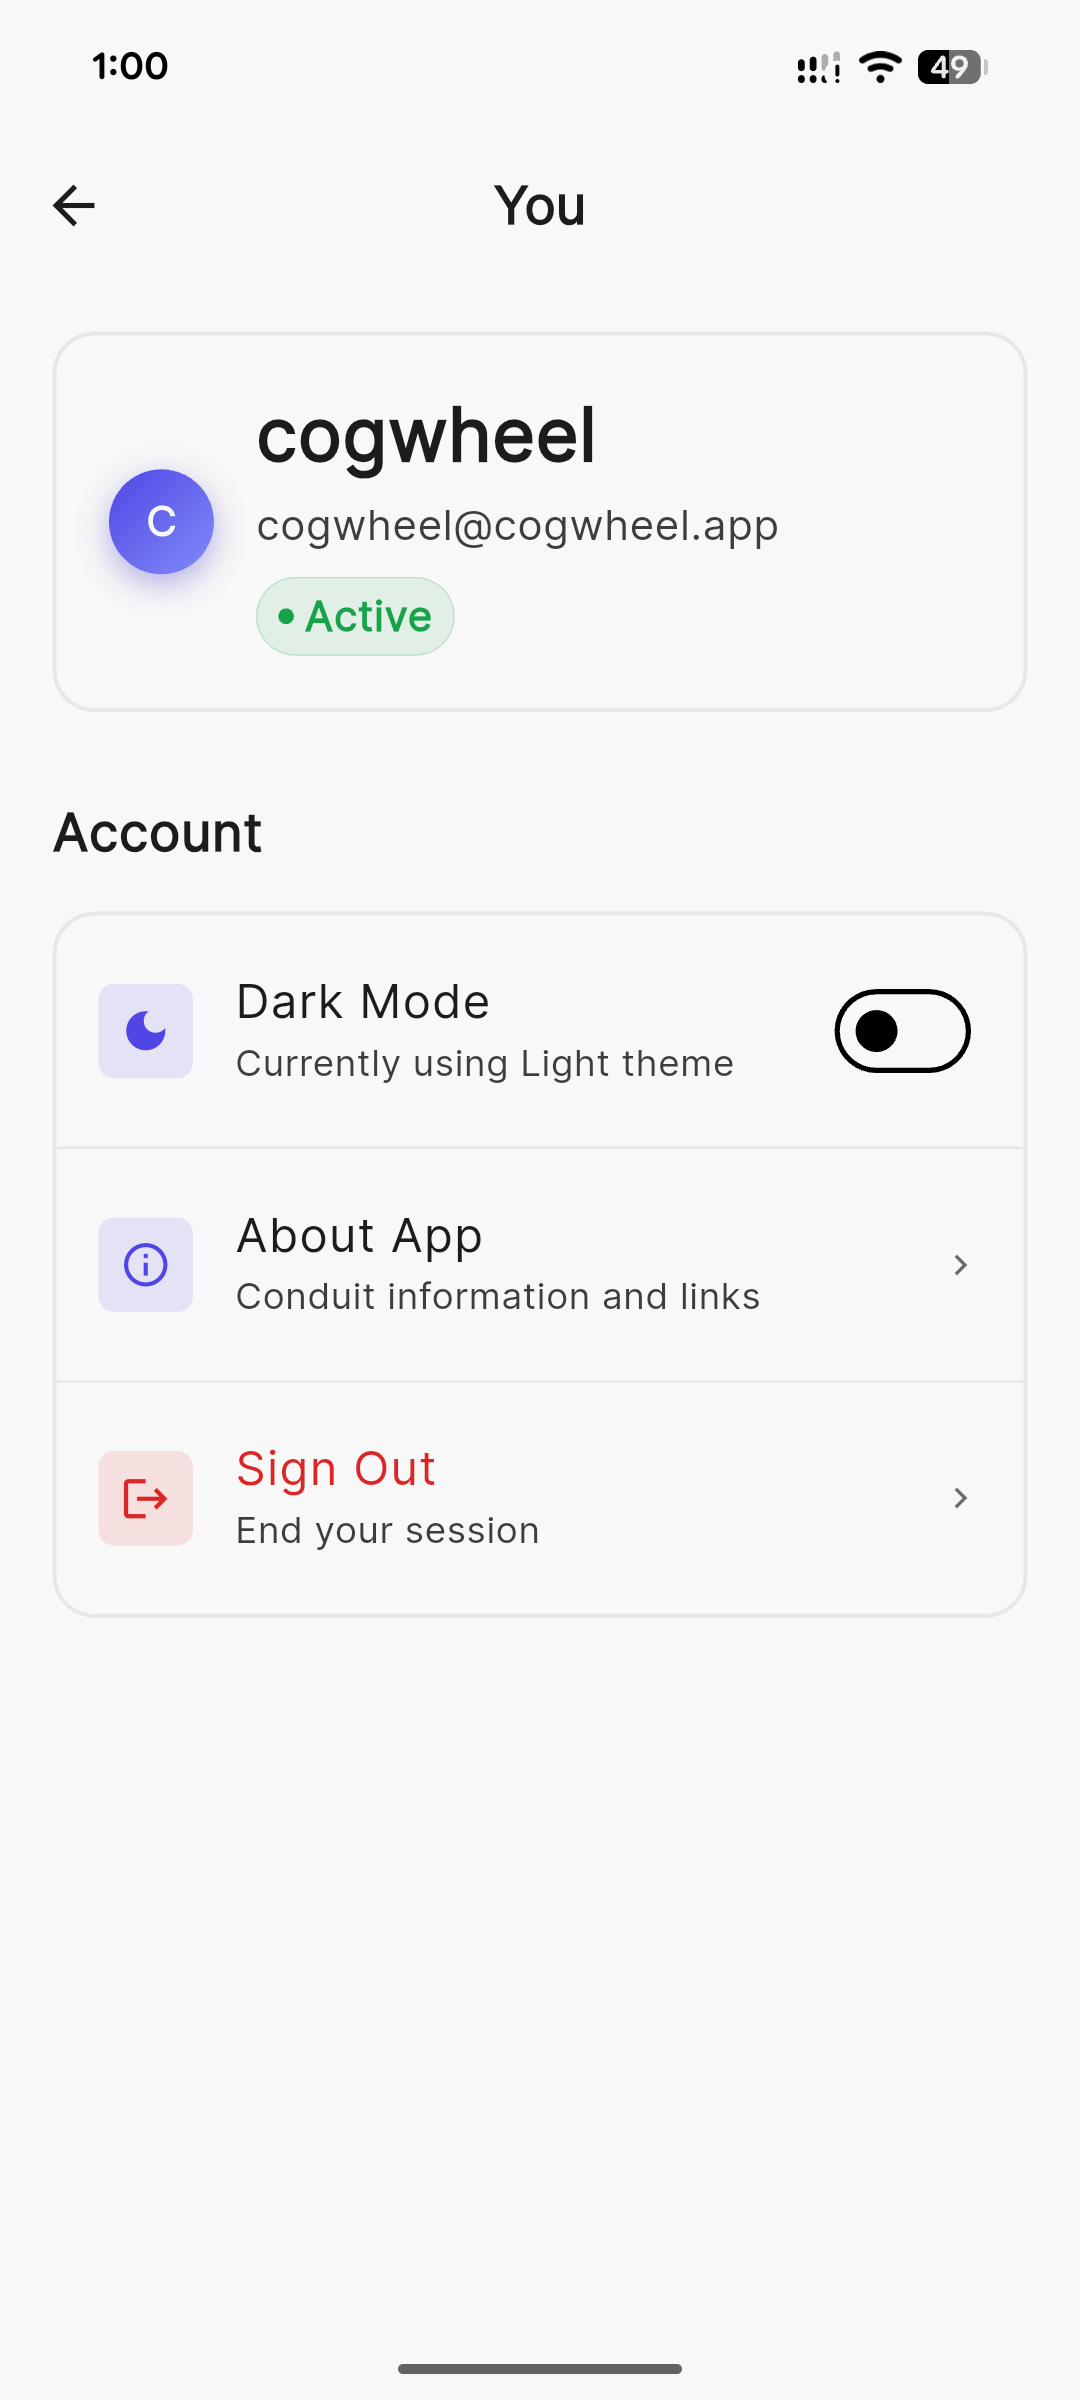 1:00
49
You
C
cogwheel
cogwheel@cogwheel.app
Active
Account
Dark Mode
Currently using Light theme
About App
Conduit information and links
Sign Out
End your session